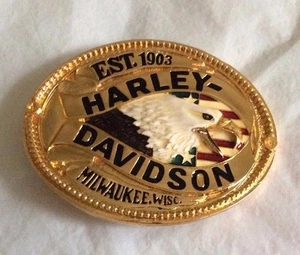 EST. 1903
HARLEY-
DAVIDSON
MILWAUKEE, WISC.